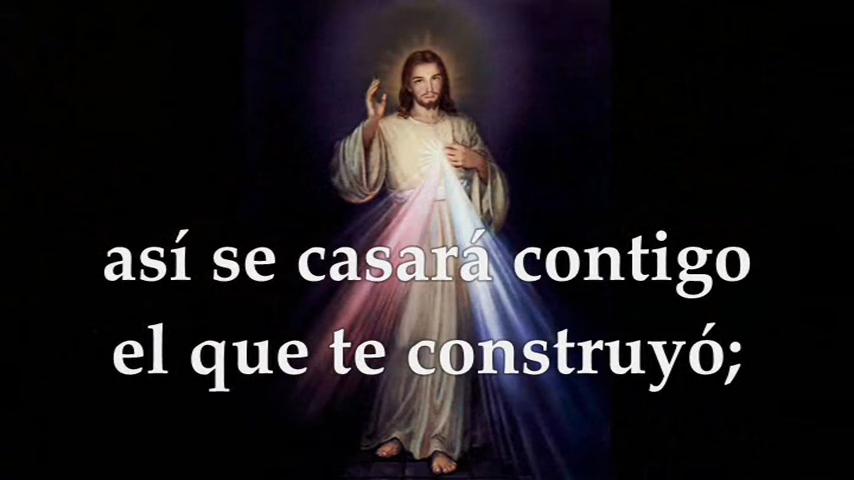 así se casará contigo
el que te construyó;